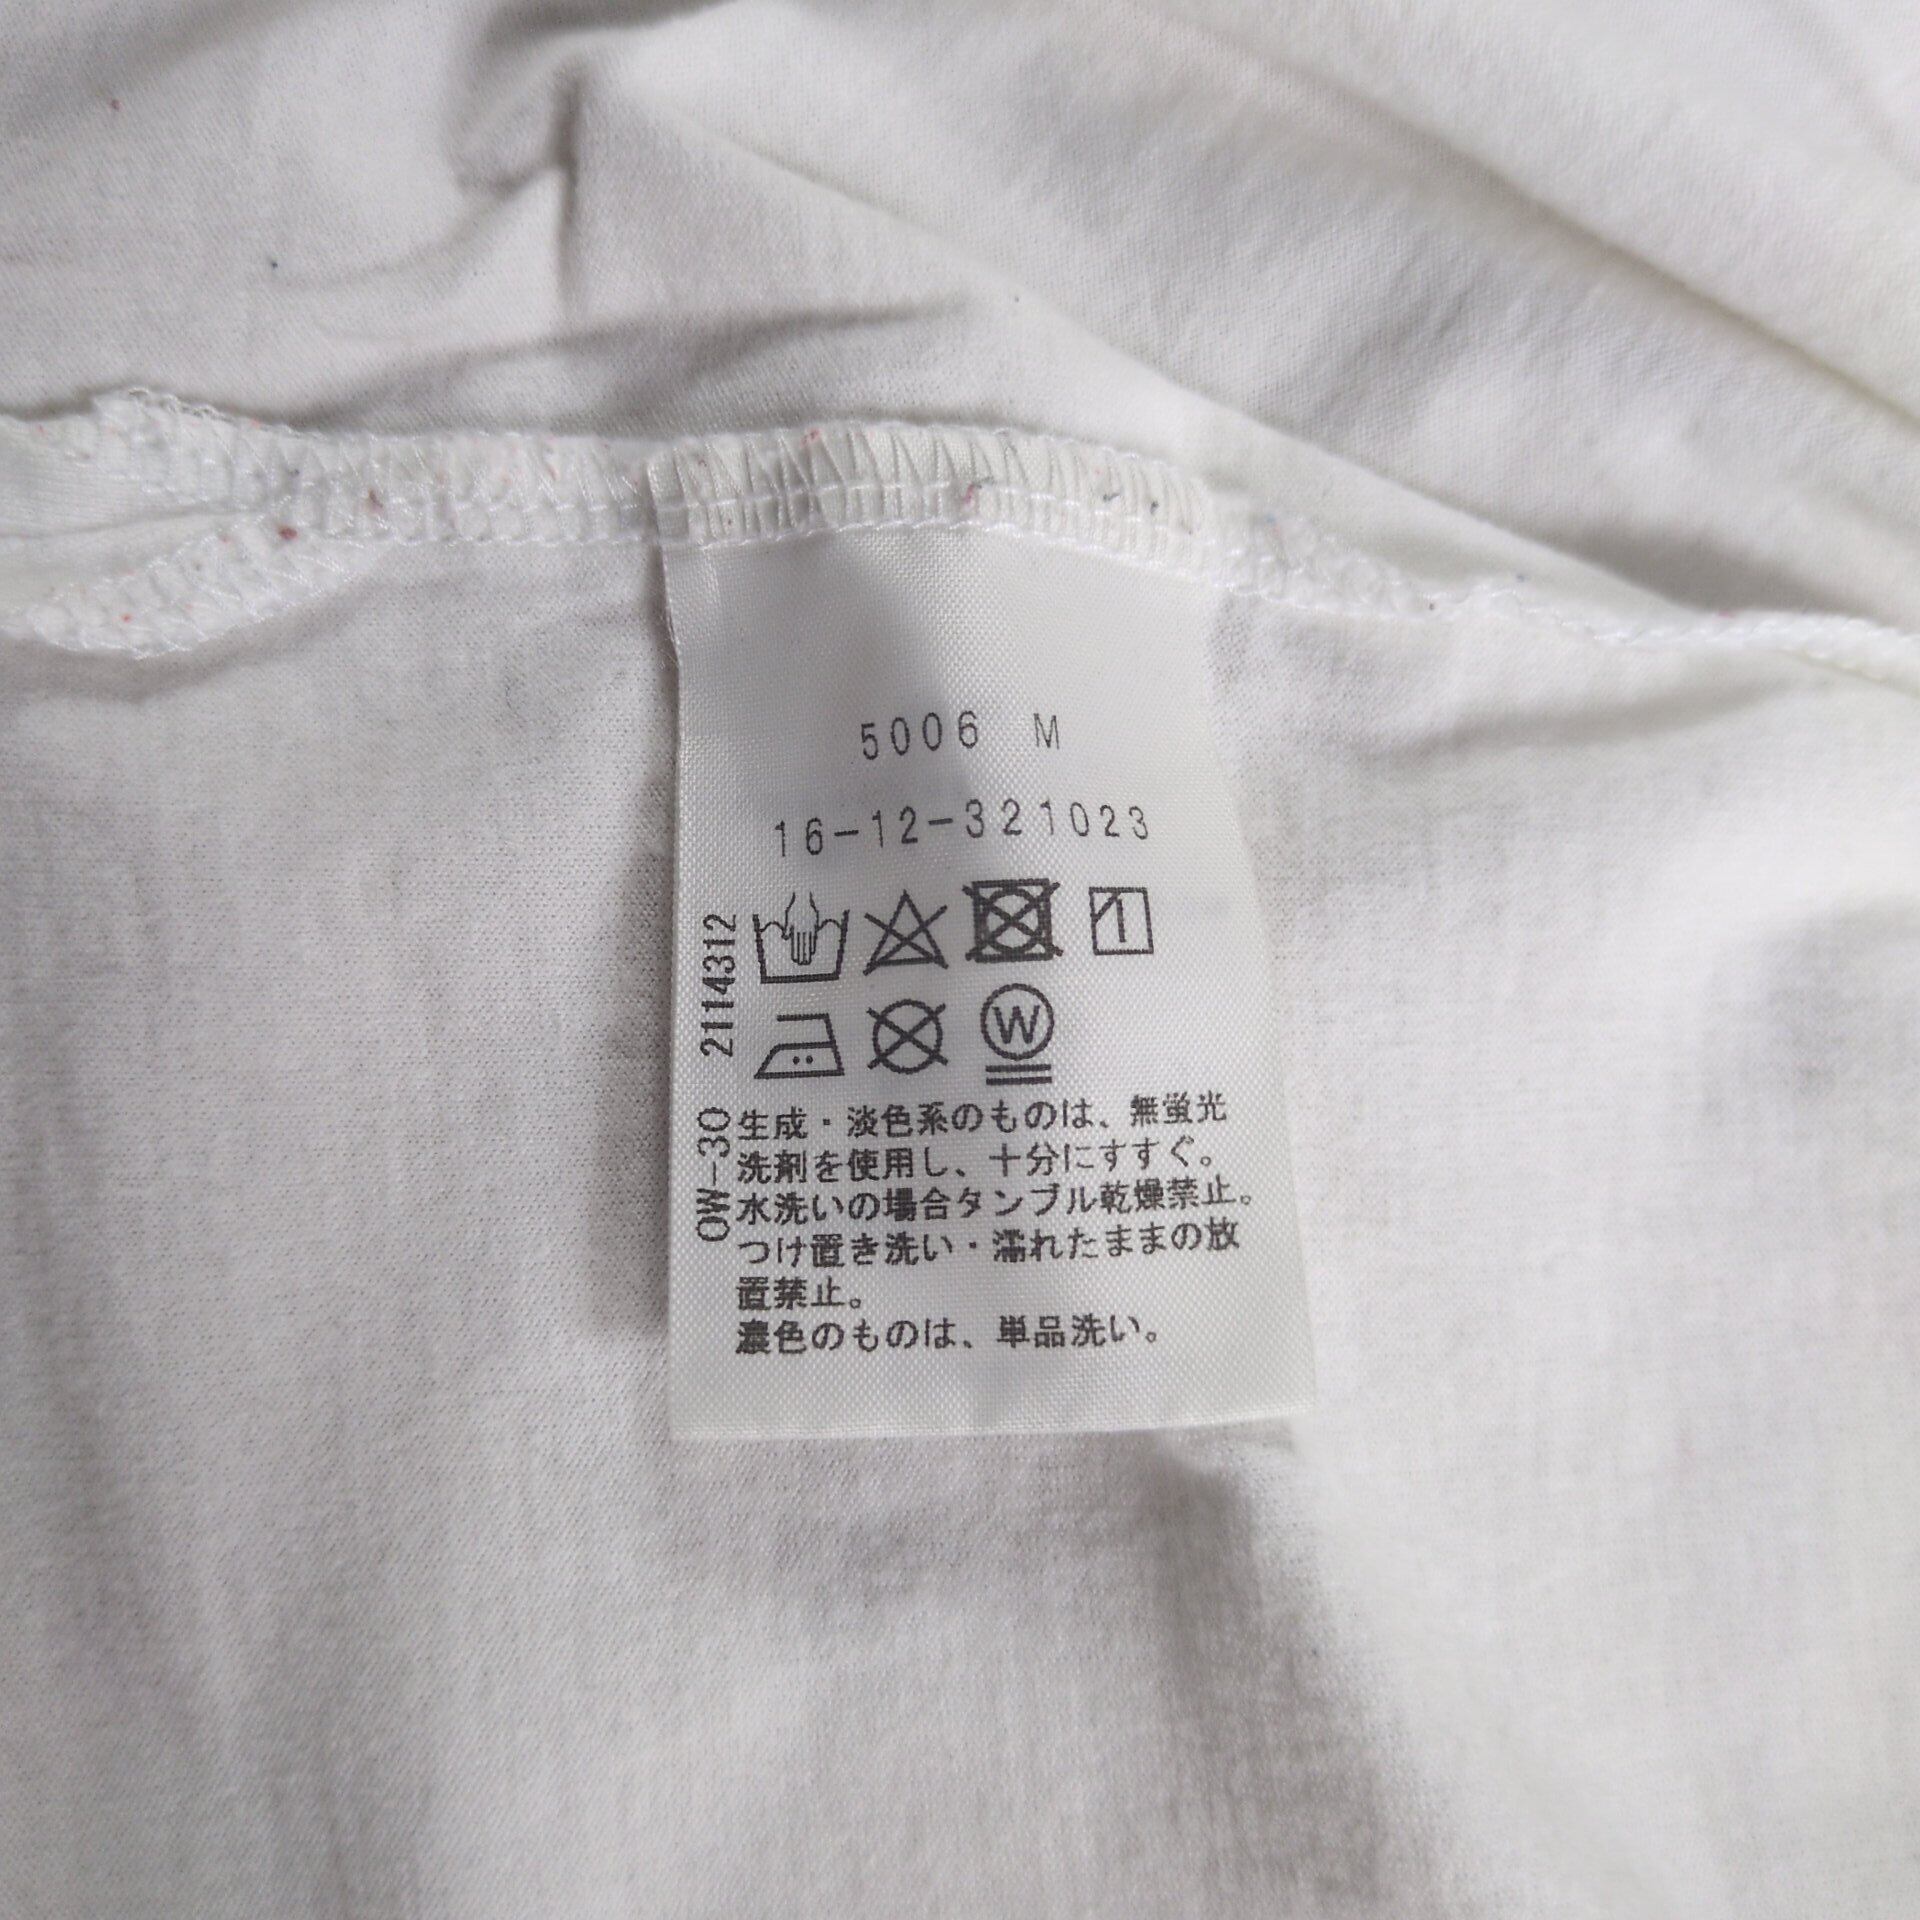 5006 M
16-12-321023
OW-30 2114312
W
生成・淡色系のものは、無蛍光
洗剤を使用し、十分にすすぐ。
水洗いの場合タンブル乾燥禁止。
つけ置き洗い・濡れたままの放
置禁止。
濃色のものは、単品洗い。